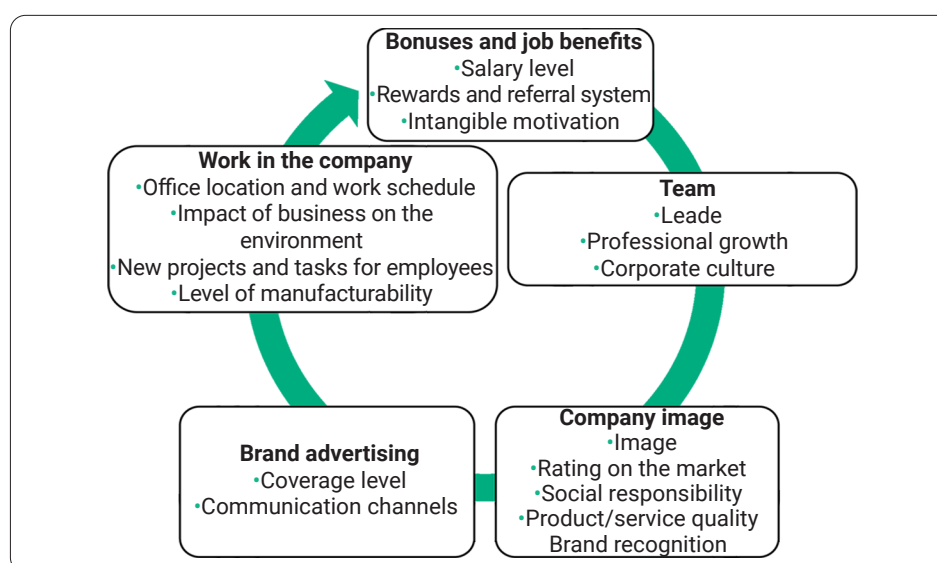 Bonuses and job benefits
•Salary level
•Rewards and referral system
•Intangible motivation
Work in the company
•Office location and work schedule
•Impact of business on the
environment
•New projects and tasks for employees
•Level of manufacturability
Team
•Leade
•Professional growth
•Corporate culture
Brand advertising
•Coverage level
•Communication channels
Company image
•Image
•Rating on the market
•Social responsibility
•Product/service quality
Brand recognition